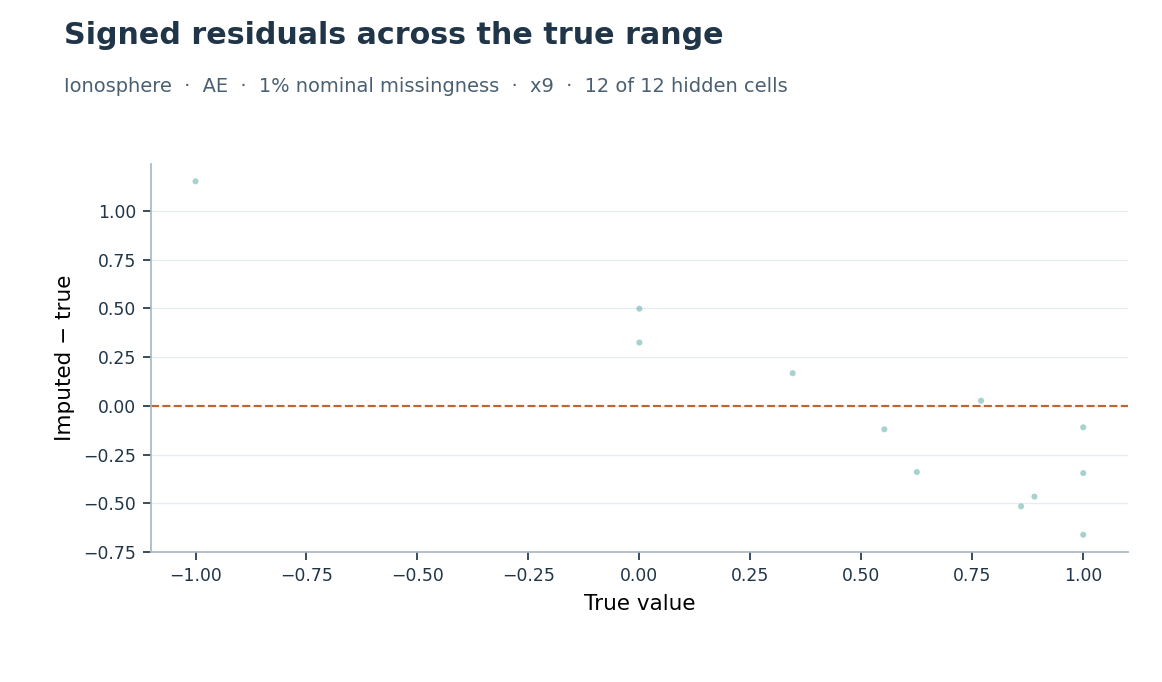 Signed residuals across the true range
Ionosphere · AE · 1% nominal missingness · x9 · 12 of 12 hidden cells
Imputed − true
1.00
0.75
0.50
0.25
0.00
−0.25
−0.50
−0.75
−1.00 −0.75 −0.50 −0.25 0.00 0.25 0.50 0.75 1.00
True value